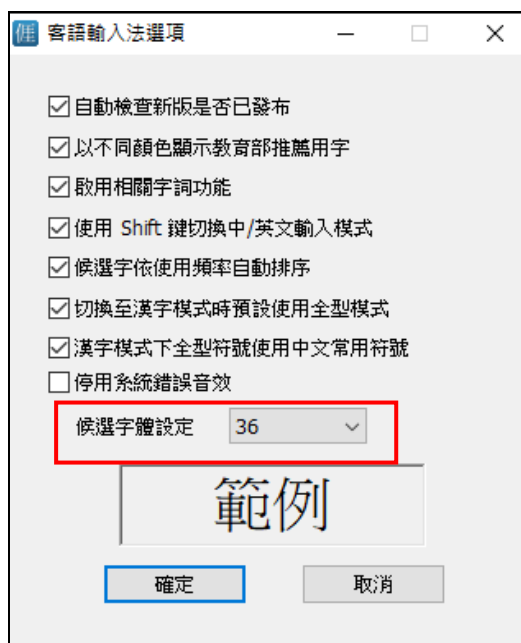 𠊎 客語輸入法選項
自動檢查新版是否已發布
以不同顏色顯示教育部推薦用字
啟用相關字詞功能
使用 Shift 鍵切換中/英文輸入模式
候選字依使用頻率自動排序
切換至漢字模式時預設使用全型模式
漢字模式下全型符號使用中文常用符號
停用系統錯誤音效
候選字體設定 36
範例
確定 取消